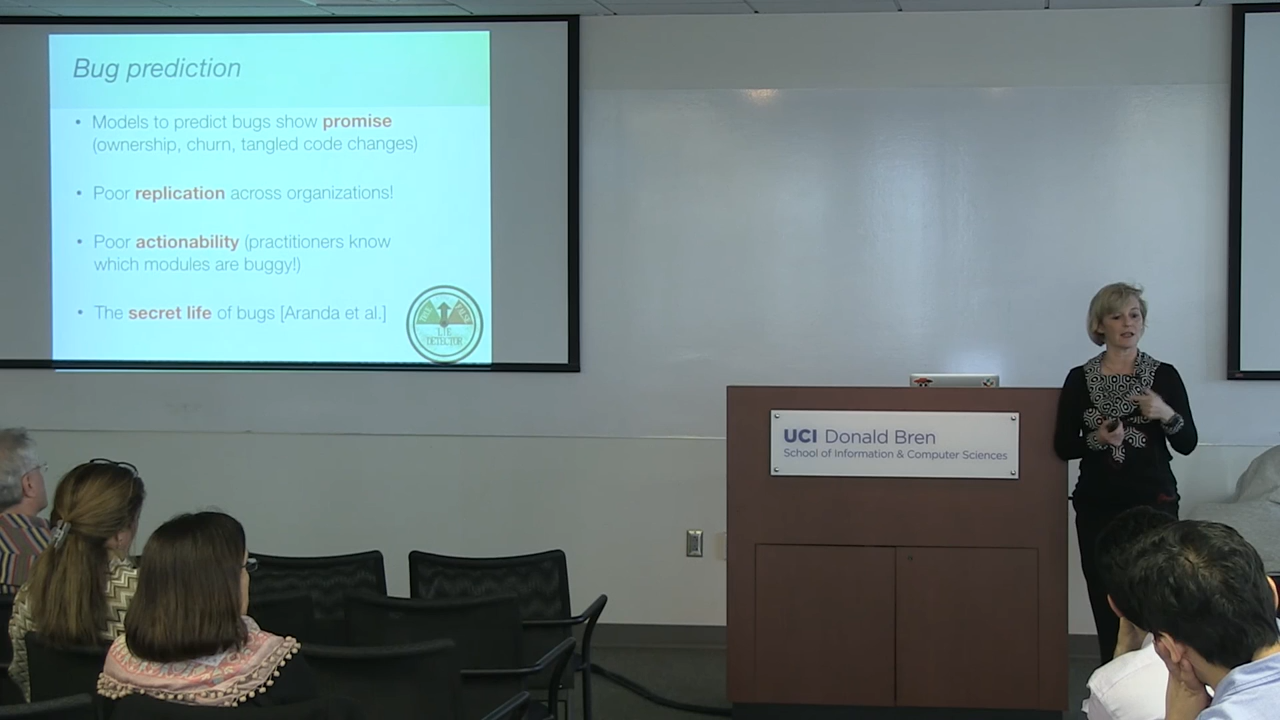 Bug prediction
• Models to predict bugs show promise
(ownership, churn, tangled code changes)
• Poor replication across organizations!
• Poor actionability (practitioners know
which modules are buggy!)
• The secret life of bugs [Aranda et al.]
LIE
DETECTOR
UCI Donald Bren
School of Information & Computer Sciences